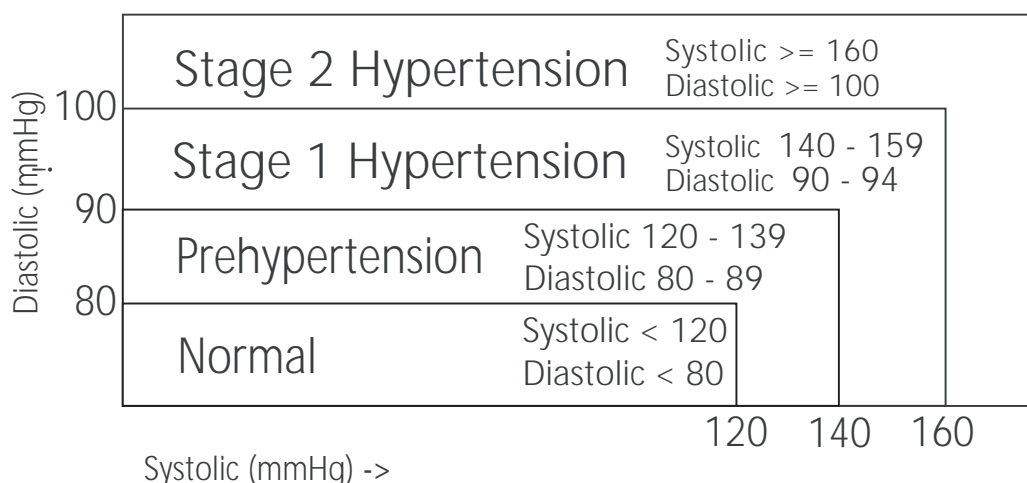 Stage 2 Hypertension
Systolic >= 160
Diastolic >= 100
100
Stage 1 Hypertension
Systolic 140 - 159
Diastolic 90 - 94
90
Prehypertension
Systolic 120 - 139
Diastolic 80 - 89
80
Normal
Systolic < 120
Diastolic < 80
Diastolic (mmHg)
120 140 160
Systolic (mmHg) ->